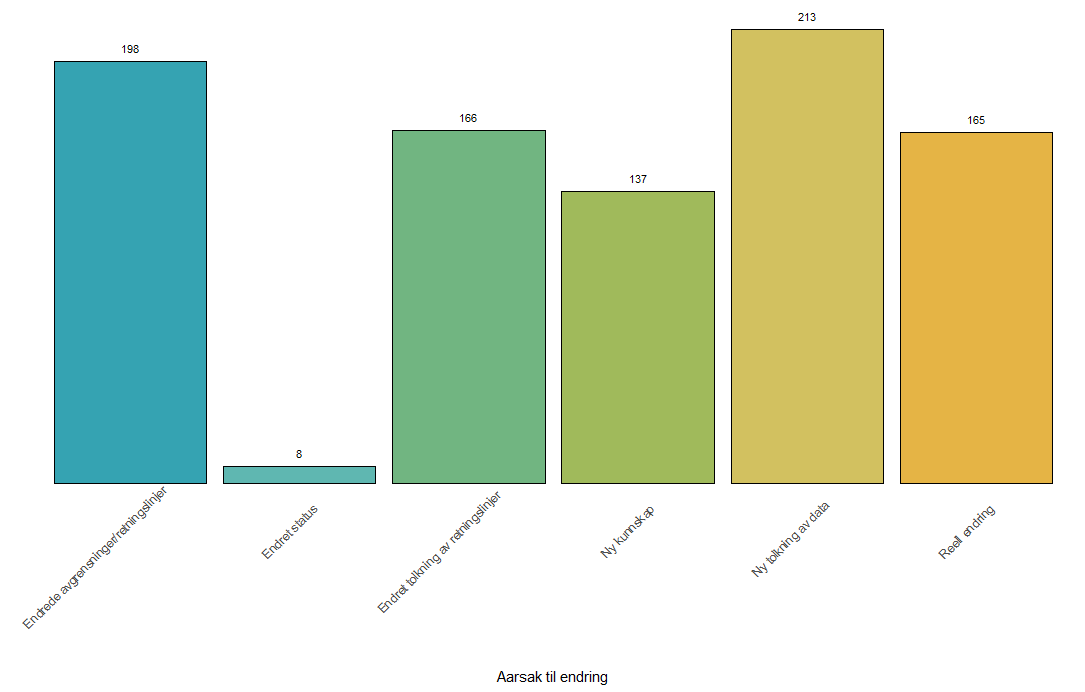 213
198
166
165
137
8
Endrede avgrensninger/retningslinjer
Endret status
Endret tolkning av retningslinjer
Ny kunnskap
Ny tolkning av data
Reell endring
Aarsak til endring